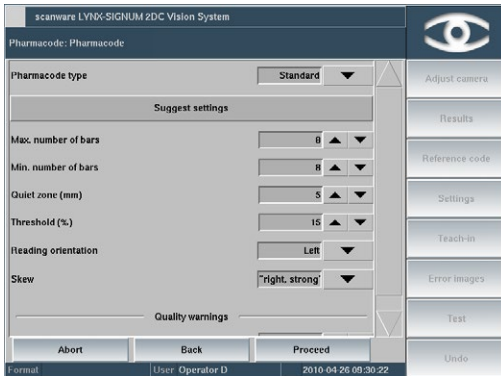 scanware LYNX-SIGNUM 2DC Vision System
Pharmacode: Pharmacode
Pharmacode type Standard
Suggest settings
Max. number of bars 8
Min. number of bars 8
Quiet zone (mm) 5
Threshold (%) 15
Reading orientation Left
Skew "right, strong"
Quality warnings
Abort Back Proceed
Format User Operator D 2010-04-26 09:30:22
Adjust camera
Results
Reference code
Settings
Teach-in
Error images
Test
Undo